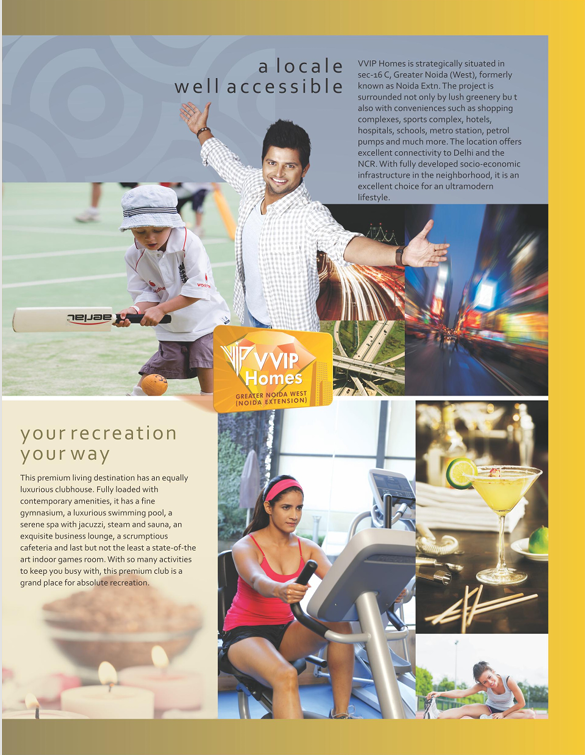 a locale
well accessible
VVIP Homes is strategically situated in
sec-16 C, Greater Noida (West), formerly
known as Noida Extn. The project is
surrounded not only by lush greenery bu t
also with conveniences such as shopping
complexes, sports complex, hotels,
hospitals, schools, metro station, petrol
pumps and much more. The location offers
excellent connectivity to Delhi and the
NCR. With fully developed socio-economic
infrastructure in the neighborhood, it is an
excellent choice for an ultramodern
lifestyle.
VVIP
Homes
GREATER NOIDA WEST
(NOIDA EXTENSION)
your recreation
your way
This premium living destination has an equally
luxurious clubhouse. Fully loaded with
contemporary amenities, it has a fine
gymnasium, a luxurious swimming pool, a
serene spa with jacuzzi, steam and sauna, an
exquisite business lounge, a scrumptious
cafeteria and last but not the least a state-of-the
art indoor games room. With so many activities
to keep you busy with, this premium club is a
grand place for absolute recreation.